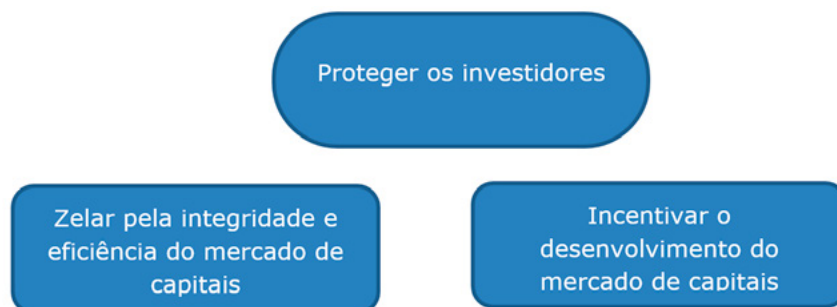 Proteger os investidores
Zelar pela integridade e
eficiência do mercado de
capitais
Incentivar o
desenvolvimento do
mercado de capitais